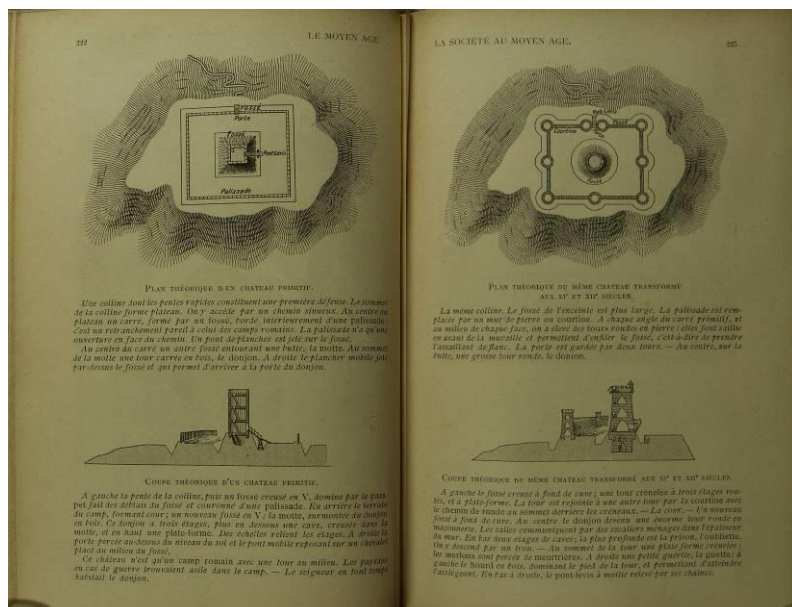 222
LE MOYEN AGE
Fossé
Porte
Fossé
Pont-Levis
Palissade
PLAN THÉORIQUE D'UN CHATEAU PRIMITIF.
Une colline dont les pentes rapides constituent une première défense. Le sommet
de la colline forme plateau. On y accède par un chemin sinueux. Au centre du
plateau un carré, fermé par un fossé, bordé intérieurement d'une palissade;
c'est un retranchement pareil à celui des camps romains. La palissade n'a qu'une
ouverture en face du chemin. Un pont de planches est jeté sur le fossé.
Au centre du carré un autre fossé entourant une butte, la motte. Au sommet
de la motte une tour carrée en bois, le donjon. A droite le plancher mobile jeté
par-dessus le fossé et qui permet d'arriver à la porte du donjon.
COUPE THÉORIQUE D'UN CHATEAU PRIMITIF.
A gauche la pente de la colline, puis un fossé creusé en V, dominé par le para-
pet fait des déblais du fossé et couronné d'une palissade. En arrière le terrain
du camp, formant cour; un nouveau fossé en V; la motte, surmontée du donjon
en bois. Ce donjon a trois étages, plus en dessous une cave, creusée dans la
motte, et en haut une plate-forme. Des échelles relient les étages. A droite la
porte percée au-dessus du niveau du sol et le pont mobile reposant sur un chevalet
placé au milieu du fossé.
Ce château n'est qu'un camp romain avec une tour au milieu. Les paysans
en cas de guerre trouvaient asile dans le camp. — Le seigneur en tout temps
habitait le donjon.
LA SOCIÉTÉ AU MOYEN AGE.
Pont-Levis
Courtine
Fossé
Fossé
PLAN THÉORIQUE DU MÊME CHATEAU TRANSFORMÉ
AUX XIe ET XIIe SIÈCLES.
La même colline. Le fossé de l'enceinte est plus large. La palissade est rem-
placée par un mur de pierre ou courtine. A chaque angle du carré primitif, et
au milieu de chaque face, on a élevé des tours rondes en pierre : elles font saillie
en avant de la muraille et permettent d'enfiler le fossé, c'est-à-dire de prendre
l'assaillant de flanc. La porte est gardée par deux tours. — Au centre, sur la
butte, une grosse tour ronde, le donjon.
COUPE THÉORIQUE DU MÊME CHATEAU TRANSFORMÉ AUX XIe ET XIIe SIÈCLES.
A gauche le fossé creusé à fond de cuve; une tour crénelée à trois étages voû-
tés, et à plate-forme. La tour est rejointe à une autre tour par la courtine avec
le chemin de ronde au sommet derrière les créneaux. — La cour. — Un nouveau
fossé à fond de cuve. Au centre le donjon devenu une énorme tour ronde en
maçonnerie. Les salles communiquent par des escaliers ménagés dans l'épaisseur
du mur. En bas deux étages de caves; la plus profonde est la prison, l'oubliette.
On y descend par un trou. — Au sommet de la tour une plate-forme crénelée;
les merlons sont percés de meurtrières. A droite une petite guérite, la guette; à
gauche le hourd en bois, dominant le pied de la tour, et permettant d'atteindre
l'assiégeant. En bas à droite, le pont-levis à moitié relevé par ses chaînes.